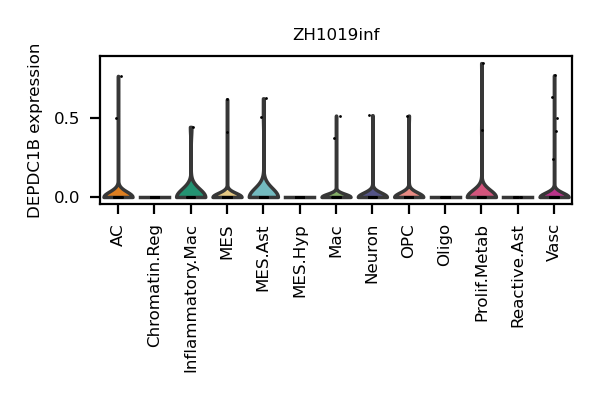 ZH1019inf
DEPDC1B expression
0.5
0.0
AC
Chromatin.Reg
Inflammatory.Mac
MES
MES.Ast
MES.Hyp
Mac
Neuron
OPC
Oligo
Prolif.Metab
Reactive.Ast
Vasc